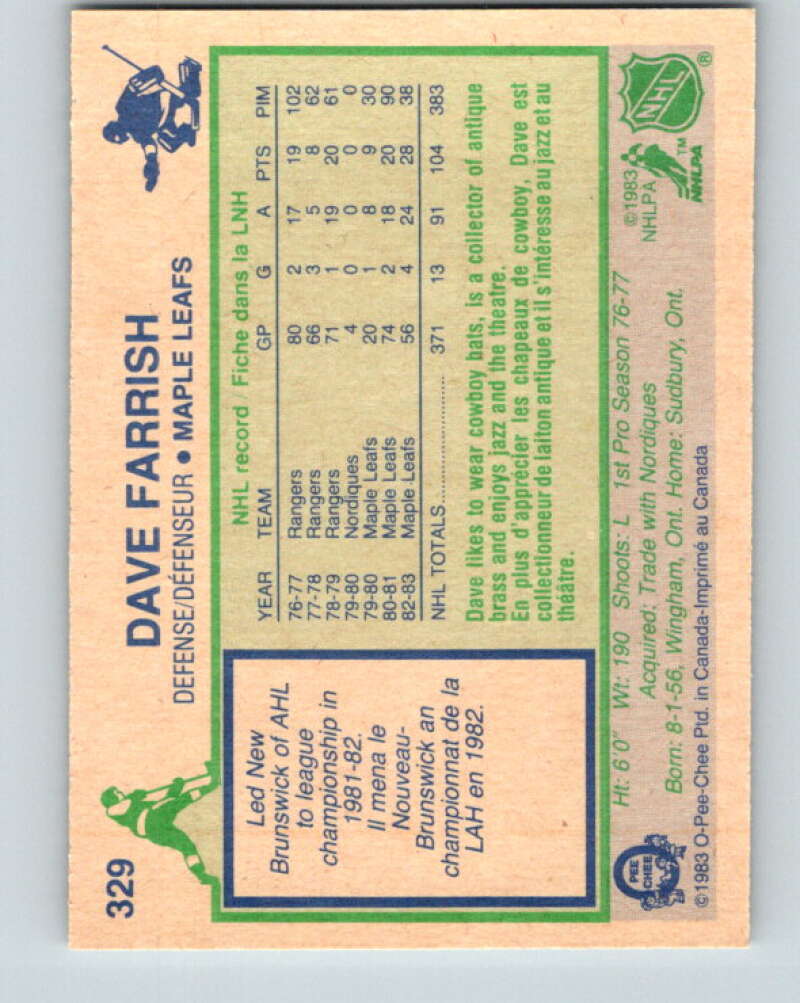 329
DAVE FARRISH
DEFENSE/DÉFENSEUR • MAPLE LEAFS
Led New
Brunswick of AHL
to league
championship in
1981-82.
Il mena le
Nouveau-
Brunswick an
championnat de la
LAH en 1982.
NHL record / Fiche dans la LNH
YEAR TEAM GP G A PTS PIM
76-77 Rangers 80 2 17 19 102
77-78 Rangers 66 3 5 8 62
78-79 Rangers 71 1 19 20 61
79-80 Nordiques 4 0 0 0 0
79-80 Maple Leafs 20 1 8 9 30
80-81 Maple Leafs 74 2 18 20 90
82-83 Maple Leafs 56 4 24 28 38
NHL TOTALS 371 13 91 104 383
Dave likes to wear cowboy bats, is a collector of antique
brass and enjoys jazz and the theatre.
En plus d'apprécier les chapeaux de cowboy, Dave est
collectionneur de laiton antique et il s'intéresse au jazz et au
théâtre.
Ht: 6'0" Wt: 190 Shoots: L 1st Pro Season 76-77
Acquired: Trade with Nordiques
Born: 8-1-56, Wingham, Ont. Home: Sudbury, Ont.
©1983 O-Pee-Chee Ptd. in Canada-Imprimé au Canada
O
PEE
CHEE
©1983
NHLPA
NHLPA
TM
NHL
®